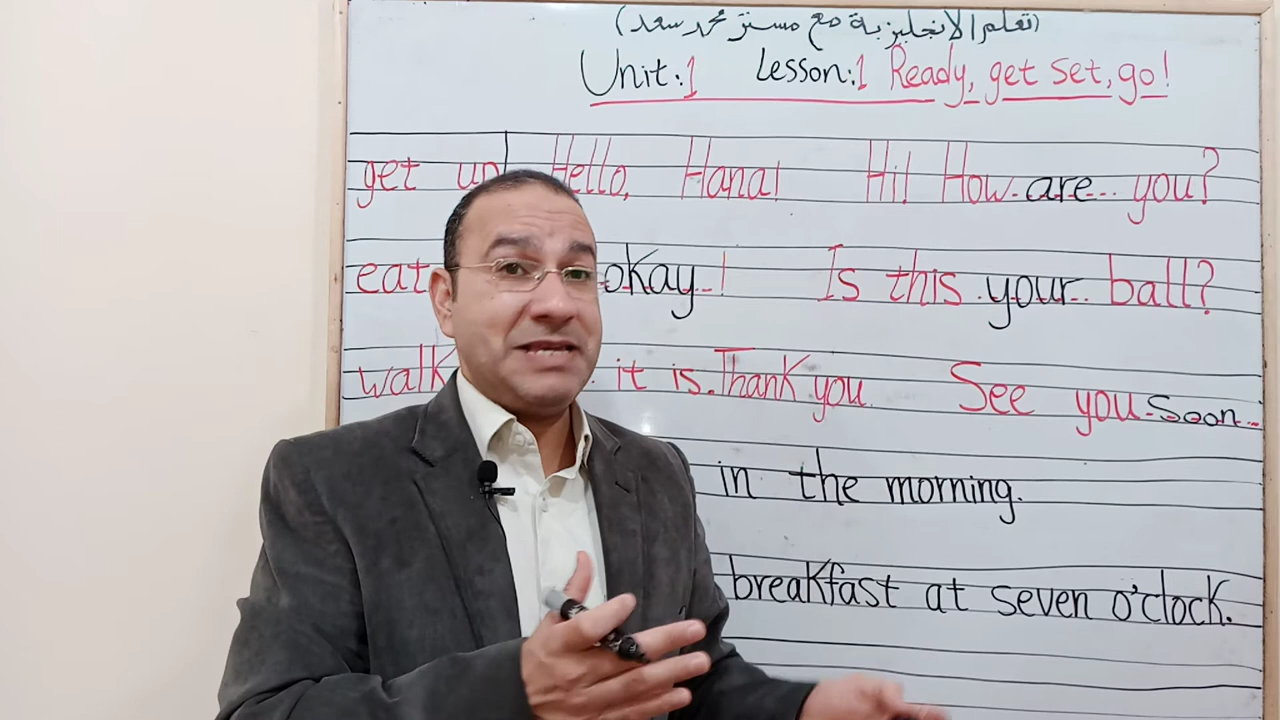 (تعلم الانجليزية مع مستر محمد سعد)
Unit:1 Lesson:1 Ready, get set, go!
get up Hello, Hana! Hi! How are you?
eat okay! Is this your ball?
walk it is. Thank you. See you soon
in the morning.
breakfast at seven o'clock.